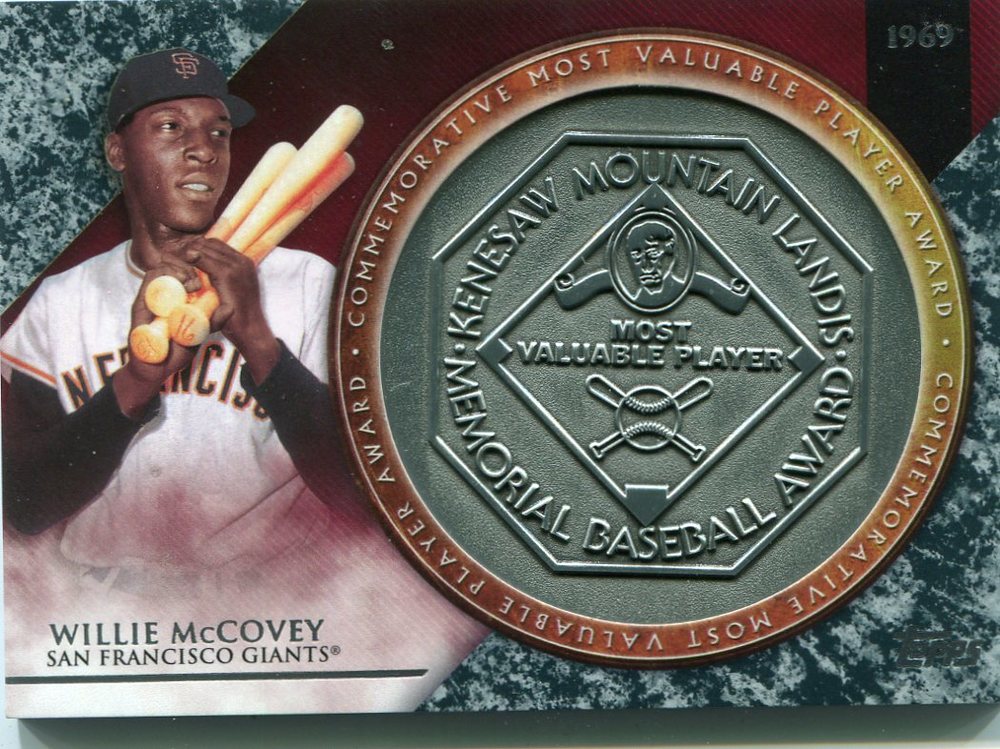 1969
SF
N FRANCIS
COMMEMORATIVE MOST VALUABLE PLAYER AWARD · COMMEMORATIVE MOST VALUABLE PLAYER AWARD ·
· KENESAW MOUNTAIN LANDIS ·
MEMORIAL BASEBALL AWARD
MOST
VALUABLE PLAYER
WILLIE McCOVEY
SAN FRANCISCO GIANTS®
TOPPS